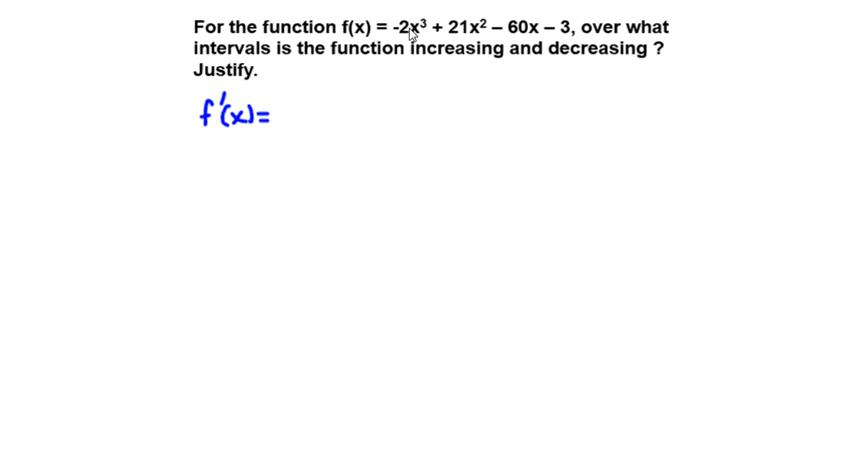 For the function f(x) = -2x³ + 21x² – 60x – 3, over what
intervals is the function increasing and decreasing ?
Justify.
f'(x)=